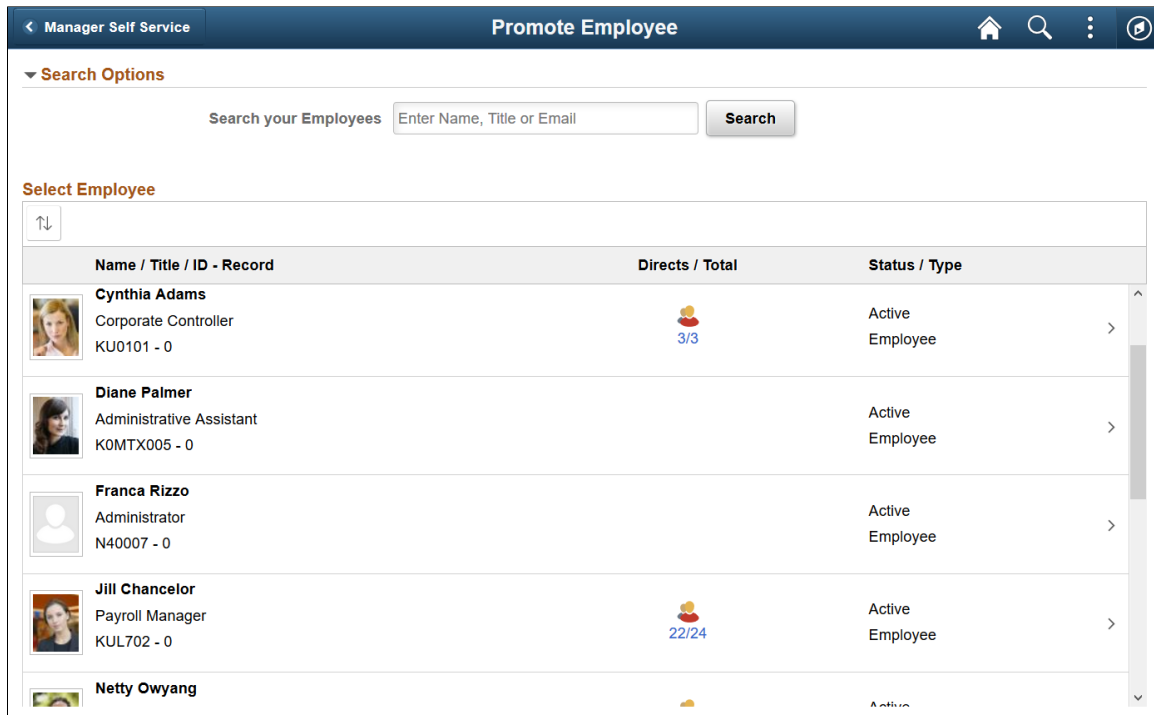 Manager Self Service
Promote Employee
Search Options
Search your Employees
Enter Name, Title or Email
Search
Select Employee
Name / Title / ID - Record
Directs / Total
Status / Type
Cynthia Adams
Corporate Controller
KU0101 - 0
3/3
Active
Employee
Diane Palmer
Administrative Assistant
K0MTX005 - 0
Active
Employee
Franca Rizzo
Administrator
N40007 - 0
Active
Employee
Jill Chancelor
Payroll Manager
KUL702 - 0
22/24
Active
Employee
Netty Owyang
Active